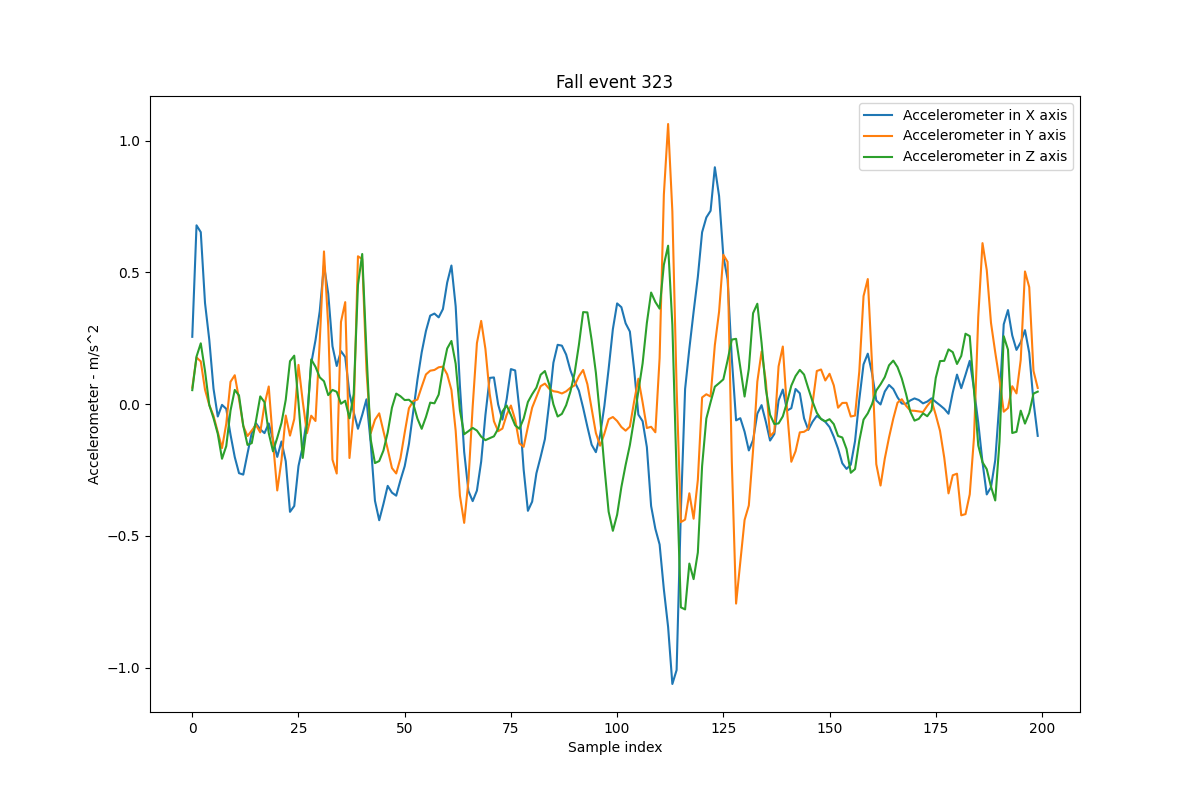 Fall event 323
Accelerometer in X axis
Accelerometer in Y axis
Accelerometer in Z axis
1.0
0.5
0.0
−0.5
−1.0
Accelerometer - m/s^2
0
25
50
75
100
125
150
175
200
Sample index